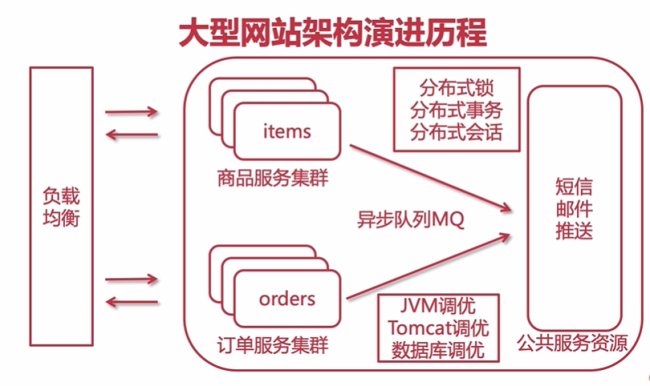 大型网站架构演进历程
负载
均衡
items
商品服务集群
分布式锁
分布式事务
分布式会话
异步队列MQ
短信
邮件
推送
orders
订单服务集群
JVM调优
Tomcat调优
数据库调优
公共服务资源